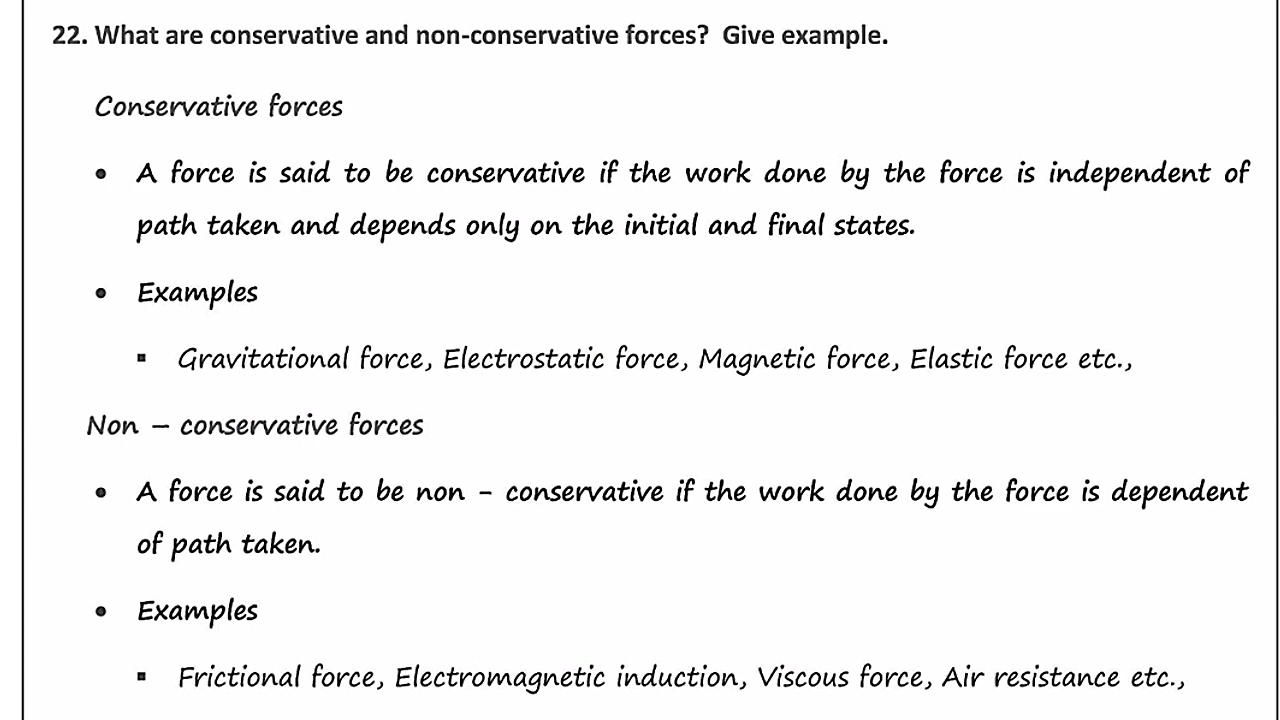 22. What are conservative and non-conservative forces? Give example.
Conservative forces
• A force is said to be conservative if the work done by the force is independent of
path taken and depends only on the initial and final states.
• Examples
▪ Gravitational force, Electrostatic force, Magnetic force, Elastic force etc.,
Non – conservative forces
• A force is said to be non - conservative if the work done by the force is dependent
of path taken.
• Examples
▪ Frictional force, Electromagnetic induction, Viscous force, Air resistance etc.,